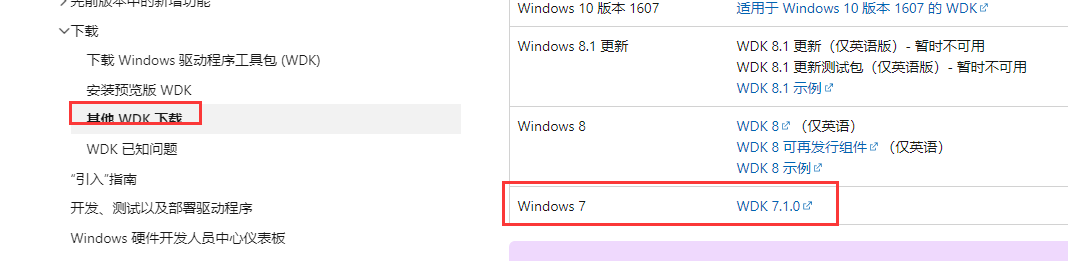 先前版本中的新增功能
下载
下载 Windows 驱动程序工具包 (WDK)
安装预览版 WDK
其他 WDK 下载
WDK 已知问题
“引入”指南
开发、测试以及部署驱动程序
Windows 硬件开发人员中心仪表板
Windows 10 版本 1607
适用于 Windows 10 版本 1607 的 WDK
Windows 8.1 更新
WDK 8.1 更新（仅英语版）- 暂时不可用
WDK 8.1 更新测试包（仅英语版）- 暂时不可用
WDK 8.1 示例
Windows 8
WDK 8 （仅英语）
WDK 8 可再发行组件 （仅英语）
WDK 8 示例
Windows 7
WDK 7.1.0